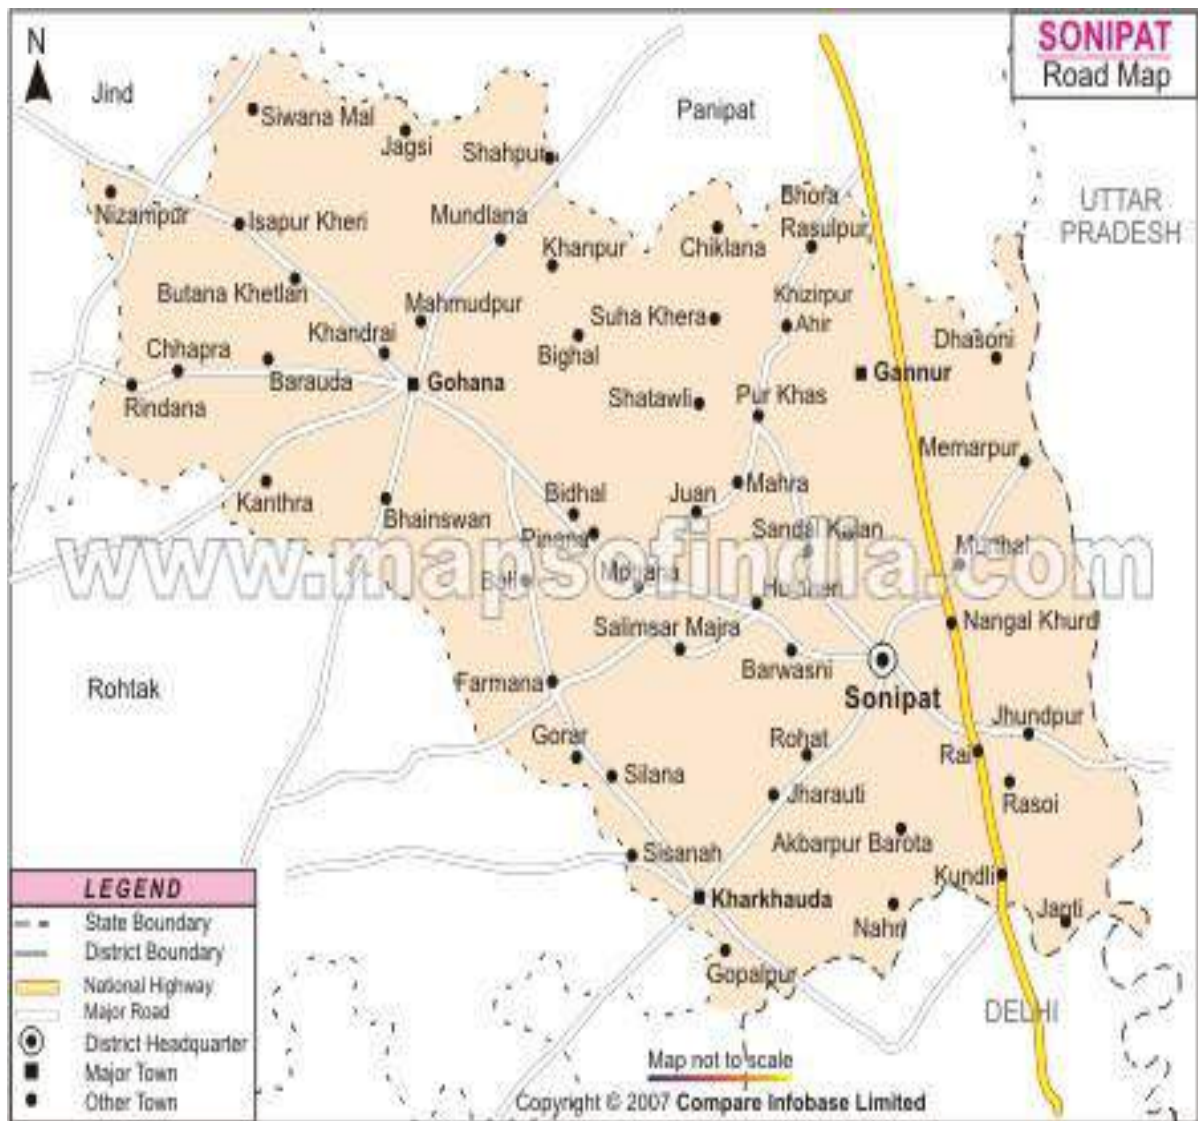 SONIPAT
Road Map
N
Jind
Panipat
UTTAR
PRADESH
Siwana Mal
Jagsi
Shahpur
Nizampur
Isapur Kheri
Mundlana
Khanpur
Chiklana
Bhora
Rasulpur
Butana Khetlan
Mahmudpur
Khizirpur
Ahir
Suha Khera
Bighal
Dhasoni
Khandrai
Chhapra
Barauda
Gohana
Gannur
Rindana
Shatawli
Pur Khas
Memarpur
Kanthra
Bhainswan
Bidhal
Juan
Mahra
Pinana
Sandal Kalan
Murthal
www.mapsofindia.com
Mohana
Salimsar Majra
Nangal Khurd
Barwasni
Farmana
Rohtak
Sonipat
Jhundpur
Gorar
Rohat
Rai
Silana
Jharauti
Rasoi
Akbarpur Barota
Sisanah
Kundli
Kharkhauda
Nahri
Janti
Gopalpur
DELHI
LEGEND
State Boundary
District Boundary
National Highway
Major Road
District Headquarter
Major Town
Other Town
Map not to scale
Copyright © 2007 Compare Infobase Limited